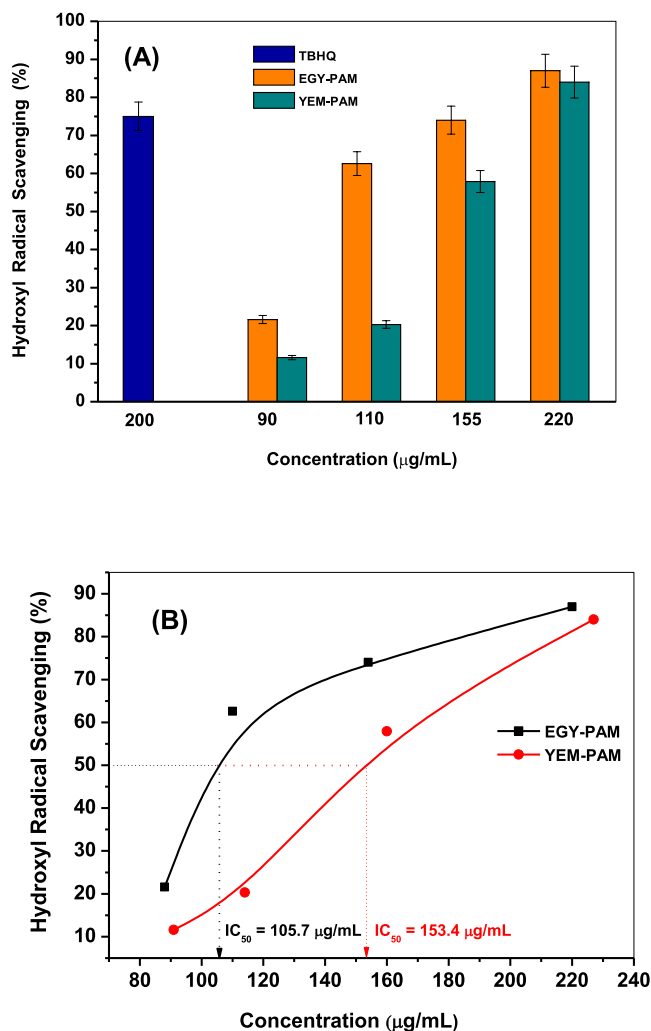 (A)
TBHQ
EGY-PAM
YEM-PAM
Hydroxyl Radical Scavenging (%)
100
90
80
70
60
50
40
30
20
10
0
200 90 110 155 220
Concentration (μg/mL)
(B)
EGY-PAM
YEM-PAM
Hydroxyl Radical Scavenging (%)
90
80
70
60
50
40
30
20
10
IC50 = 105.7 μg/mL IC50 = 153.4 μg/mL
80 100 120 140 160 180 200 220 240
Concentration (μg/mL)